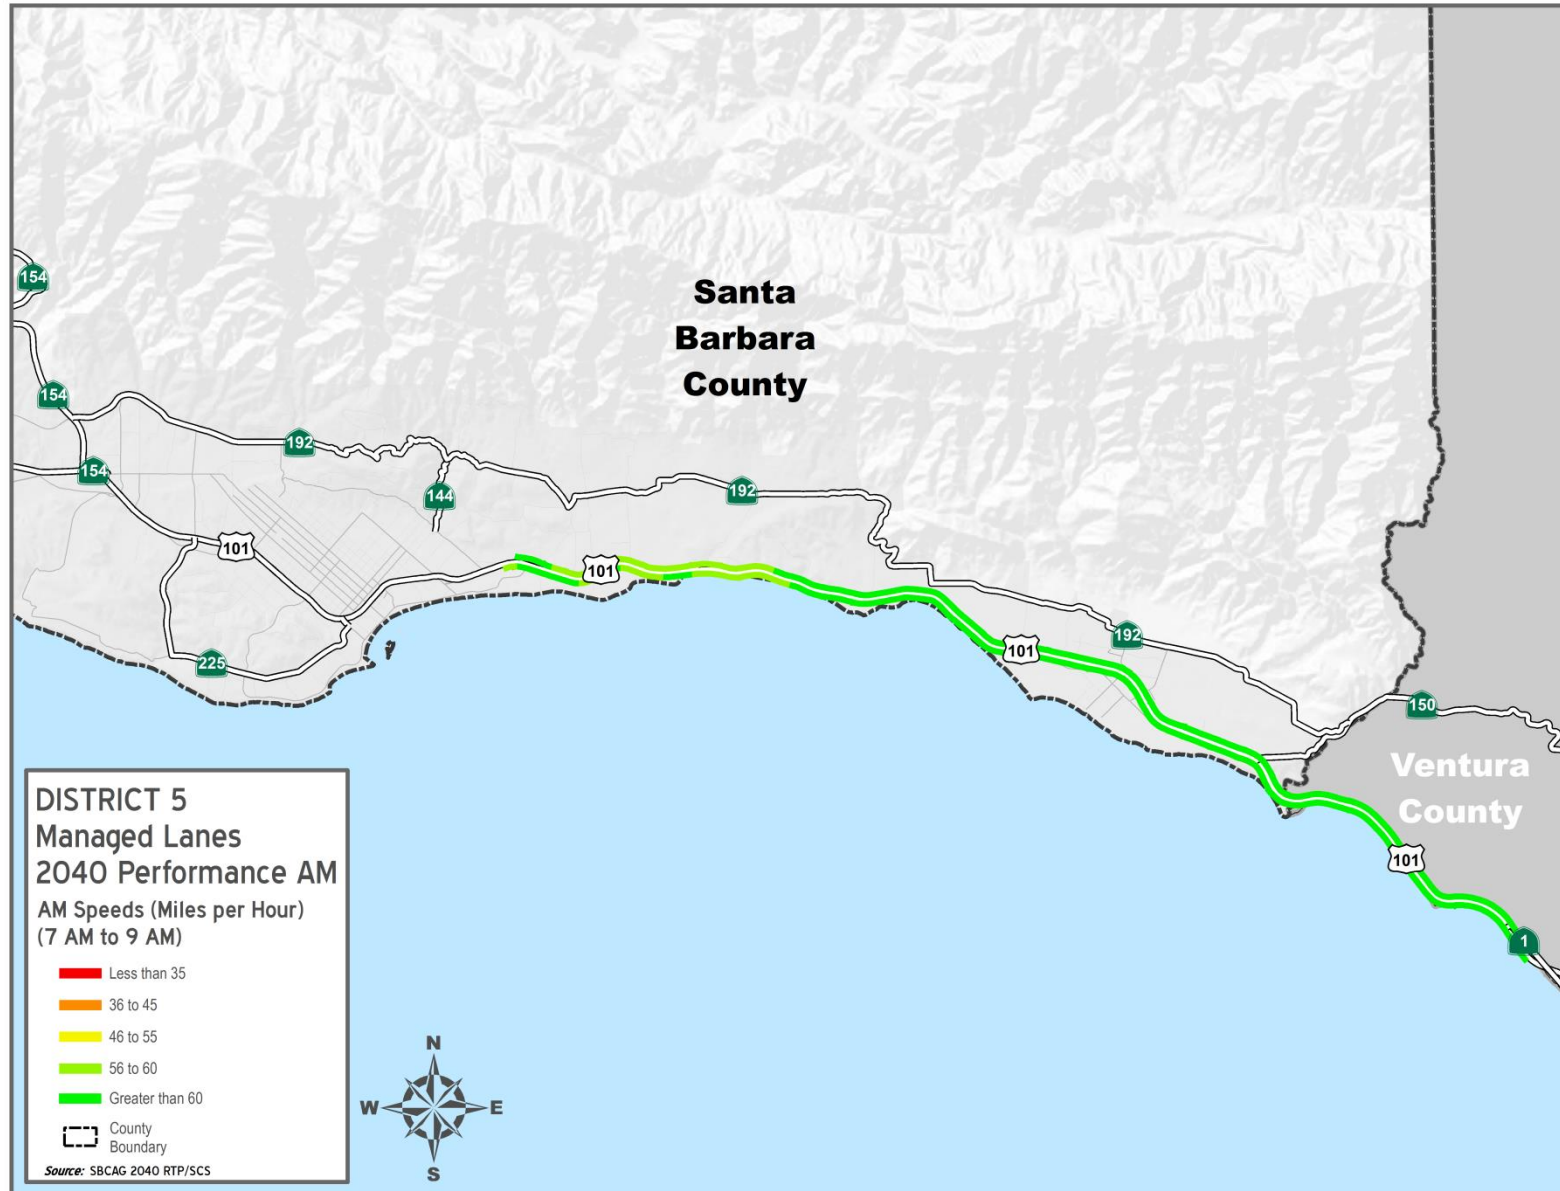 154
154
192
154
144
192
101
101
Santa
Barbara
County
225
101
192
150
Ventura
County
101
1
DISTRICT 5
Managed Lanes
2040 Performance AM
AM Speeds (Miles per Hour)
(7 AM to 9 AM)
Less than 35
36 to 45
46 to 55
56 to 60
Greater than 60
County
Boundary
Source: SBCAG 2040 RTP/SCS
N
W
E
S